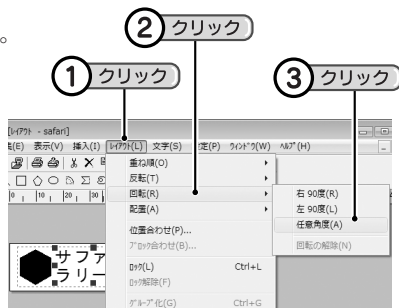 。
② クリック
① クリック
③ クリック
[ﾚｲｱｳﾄ - safari]
(E) 表示(V) 挿入(I) ﾚｲｱｳﾄ(L) 文字(S) 設定(P) ｳｨﾝﾄﾞｳ(W) ﾍﾙﾌﾟ(H)
重ね順(O)
反転(T)
回転(R)
配置(A)
位置合わせ(P)...
ﾌﾞﾛｯｸ合わせ(B)...
ﾛｯｸ(L) Ctrl+L
ﾛｯｸ解除(F)
ｸﾞﾙｰﾌﾟ化(G) Ctrl+G
右 90度(R)
左 90度(L)
任意角度(A)
回転の解除(N)
0 10 20 30
サファ
ラリー